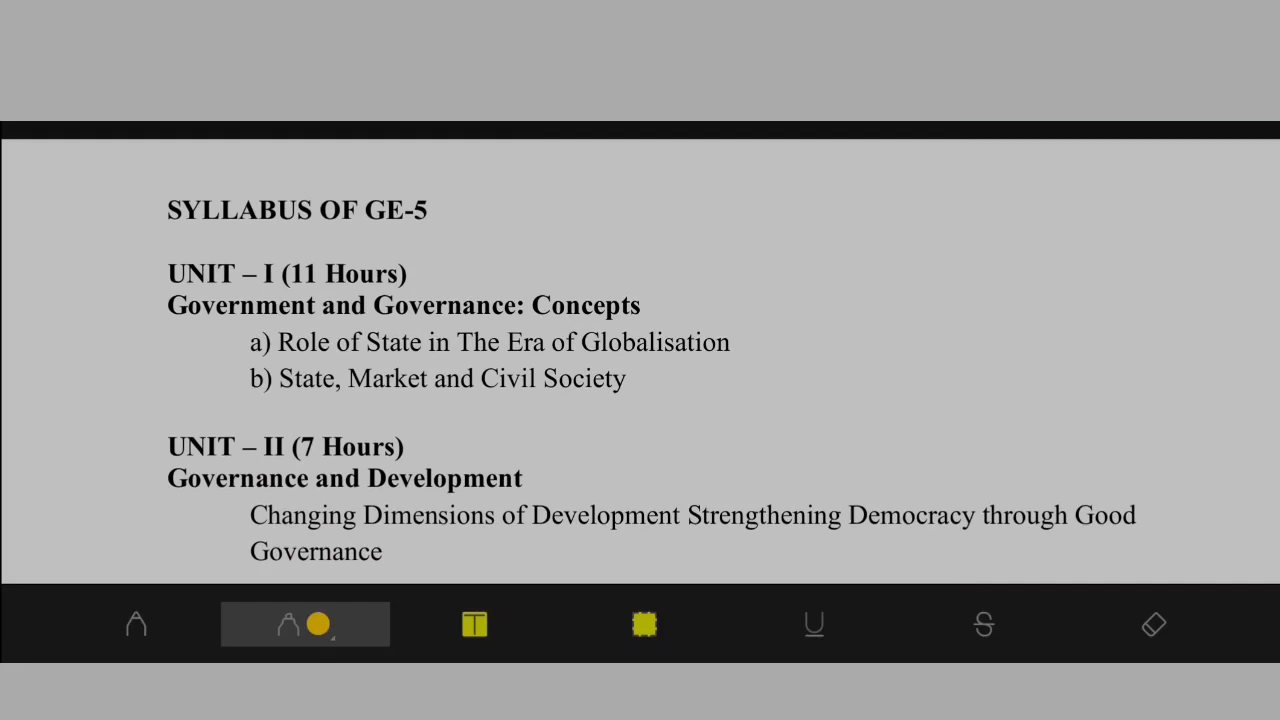 SYLLABUS OF GE-5
UNIT – I (11 Hours)
Government and Governance: Concepts
a) Role of State in The Era of Globalisation
b) State, Market and Civil Society
UNIT – II (7 Hours)
Governance and Development
Changing Dimensions of Development Strengthening Democracy through Good
Governance